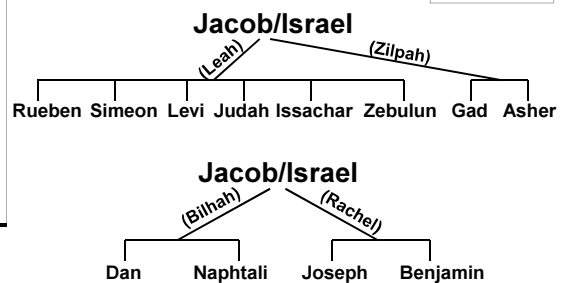 Jacob/Israel
(Leah)
(Zilpah)
Rueben Simeon Levi Judah Issachar Zebulun Gad Asher
Jacob/Israel
(Bilhah)
(Rachel)
Dan Naphtali Joseph Benjamin